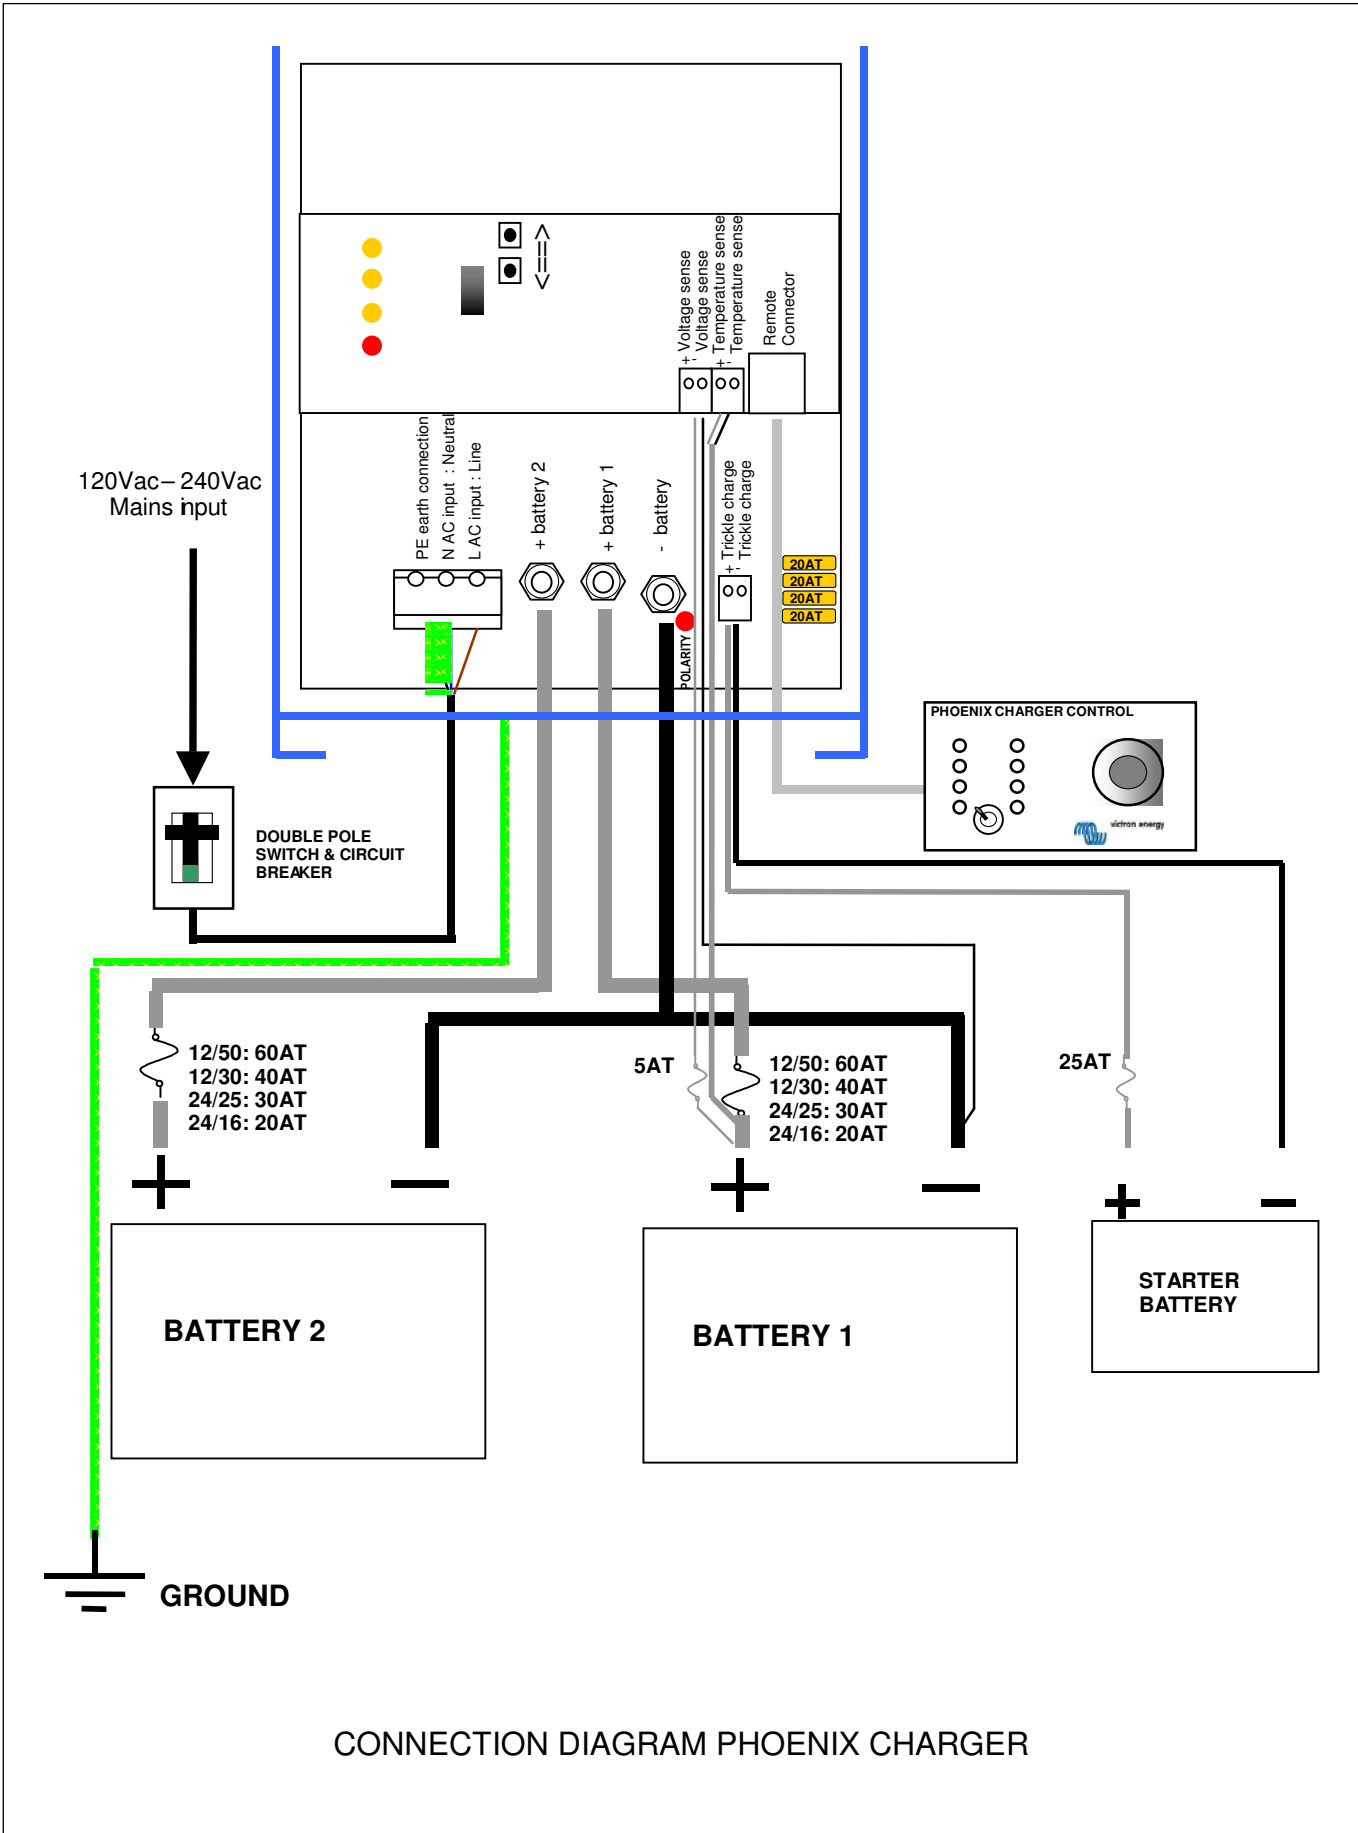 <==>
+ Voltage sense
- Voltage sense
+ Temperature sense
- Temperature sense
Remote
Connector
PE earth connection
N AC input : Neutral
L AC input : Line
+ battery 2
+ battery 1
- battery
+ Trickle charge
- Trickle charge
20AT
20AT
20AT
20AT
POLARITY
120Vac– 240Vac
Mains input
PHOENIX CHARGER CONTROL
victron energy
DOUBLE POLE
SWITCH & CIRCUIT
BREAKER
12/50: 60AT
12/30: 40AT
24/25: 30AT
24/16: 20AT
5AT
12/50: 60AT
12/30: 40AT
24/25: 30AT
24/16: 20AT
25AT
+
–
+
–
+
–
BATTERY 2
BATTERY 1
STARTER
BATTERY
GROUND
CONNECTION DIAGRAM PHOENIX CHARGER